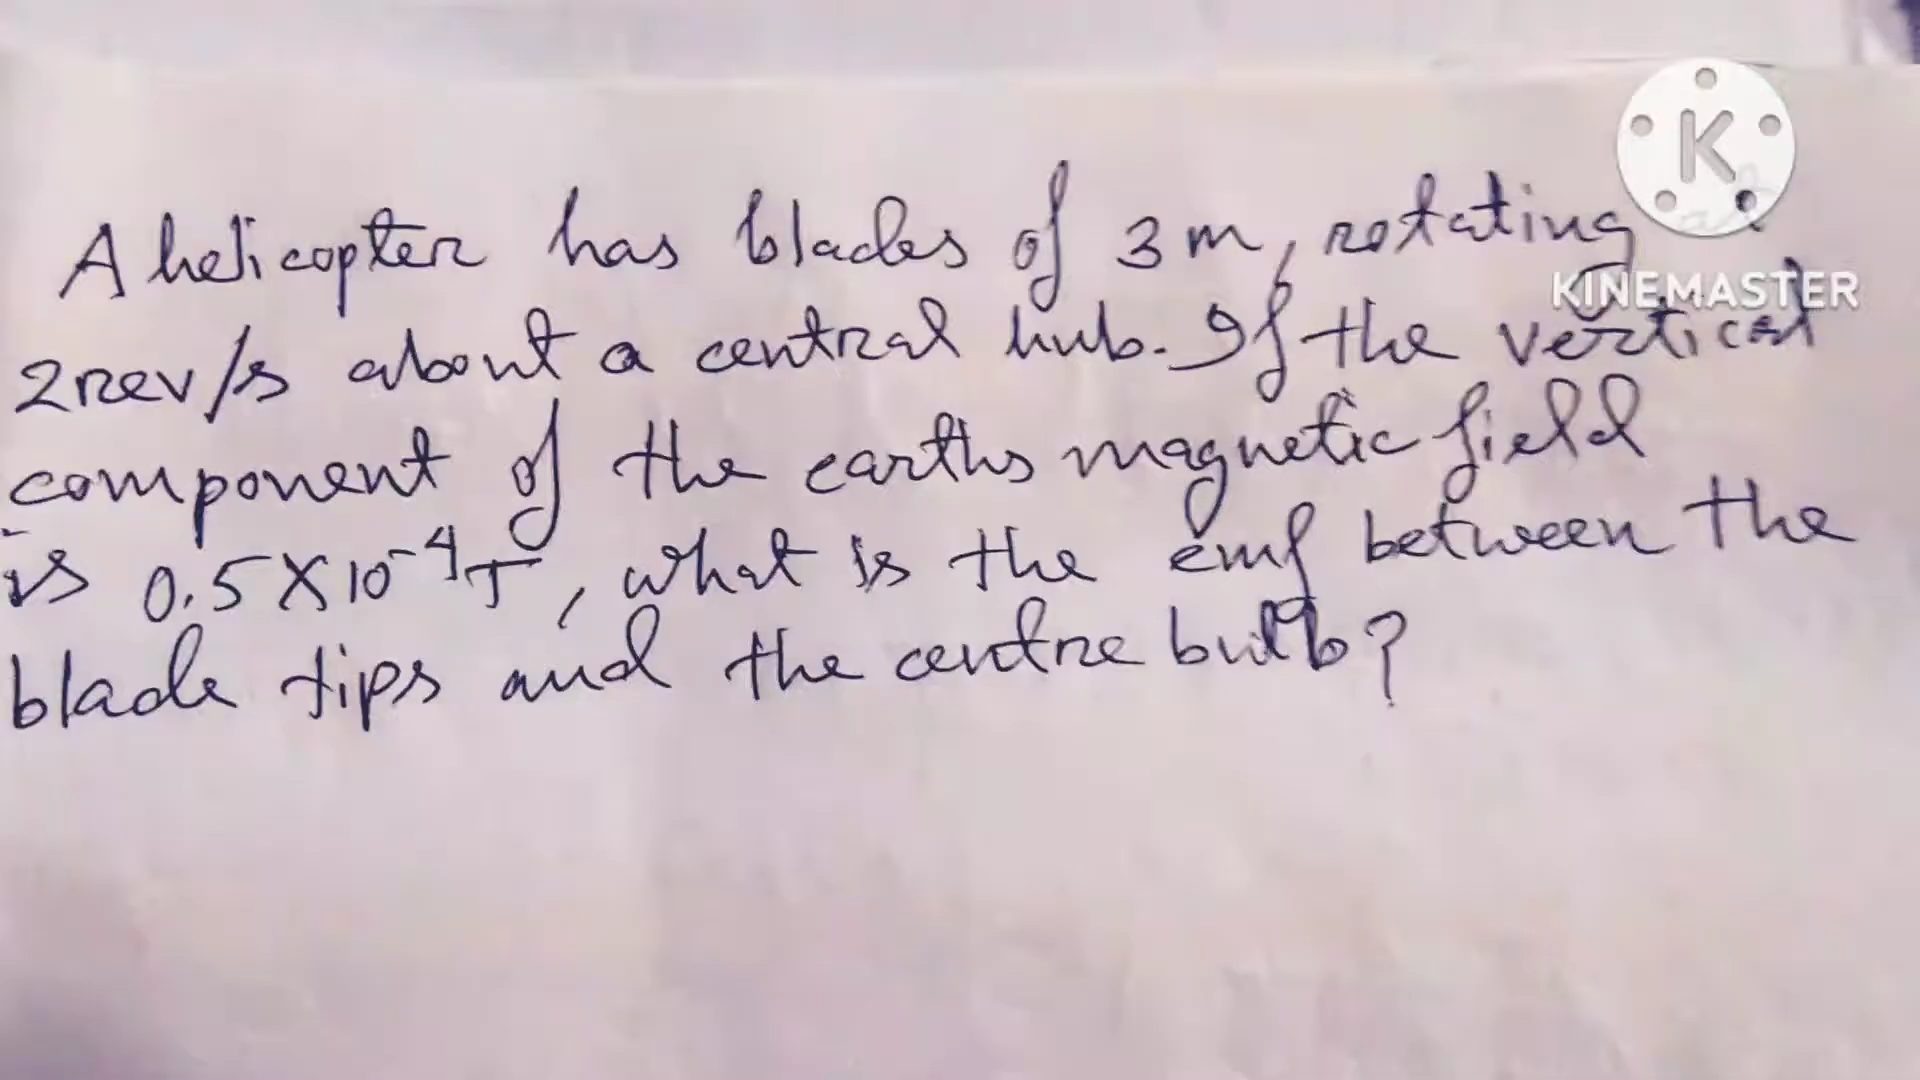 A helicopter has blades of 3m, rotating at
KINEMASTER
2rev/s about a central hub. If the vertical
component of the earths magnetic field
is 0.5×10⁻⁴T, what is the emf between the
blade tips and the centre bulb?